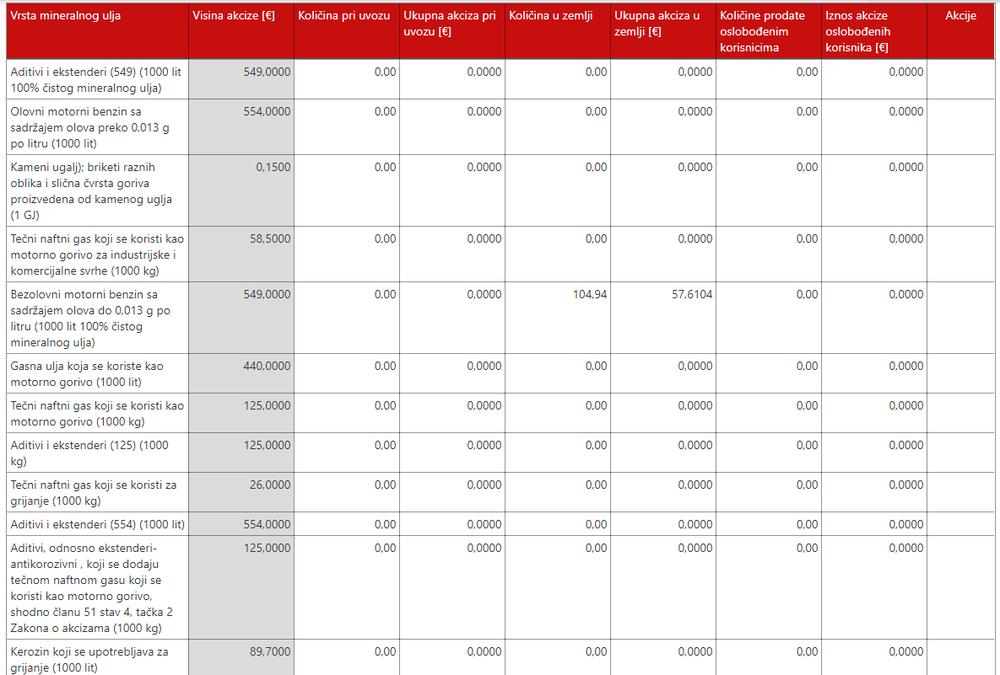 Vrsta mineralnog ulja Visina akcize [€] Količina pri uvozu Ukupna akciza pri uvozu [€] Količina u zemlji Ukupna akciza u zemlji [€] Količine prodate oslobođenim korisnicima Iznos akcize oslobođenih korisnika [€] Akcije
Aditivi i ekstenderi (549) (1000 lit 549,0000 0,00 0,0000 0,00 0,0000 0,00 0,0000
100% čistog mineralnog ulja)
Olovni motorni benzin sa 554,0000 0,00 0,0000 0,00 0,0000 0,00 0,0000
sadržajem olova preko 0,013 g
po litru (1000 lit)
Kameni ugalj); briketi raznih 0,1500 0,00 0,0000 0,00 0,0000 0,00 0,0000
oblika i slična čvrsta goriva
proizvedena od kamenog uglja
(1 GJ)
Tečni naftni gas koji se koristi kao 58,5000 0,00 0,0000 0,00 0,0000 0,00 0,0000
motorno gorivo za industrijske i
komercijalne svrhe (1000 kg)
Bezolovni motorni benzin sa 549,0000 0,00 0,0000 104,94 57,6104 0,00 0,0000
sadržajem olova do 0,013 g po
litru (1000 lit 100% čistog
mineralnog ulja)
Gasna ulja koja se koriste kao 440,0000 0,00 0,0000 0,00 0,0000 0,00 0,0000
motorno gorivo (1000 lit)
Tečni naftni gas koji se koristi kao 125,0000 0,00 0,0000 0,00 0,0000 0,00 0,0000
motorno gorivo (1000 kg)
Aditivi i ekstenderi (125) (1000 125,0000 0,00 0,0000 0,00 0,0000 0,00 0,0000
kg)
Tečni naftni gas koji se koristi za 26,0000 0,00 0,0000 0,00 0,0000 0,00 0,0000
grijanje (1000 kg)
Aditivi i ekstenderi (554) (1000 lit) 554,0000 0,00 0,0000 0,00 0,0000 0,00 0,0000
Aditivi, odnosno ekstenderi- 125,0000 0,00 0,0000 0,00 0,0000 0,00 0,0000
antikorozivni , koji se dodaju
tečnom naftnom gasu koji se
koristi kao motorno gorivo,
shodno članu 51 stav 4, tačka 2
Zakona o akcizama (1000 kg)
Kerozin koji se upotrebljava za 89,7000 0,00 0,0000 0,00 0,0000 0,00 0,0000
grijanje (1000 lit)